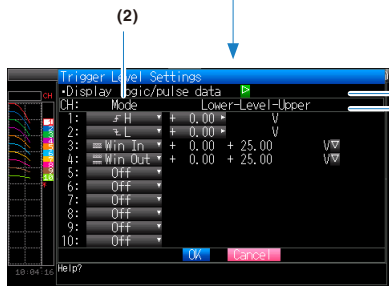 (2)
Trigger Level Settings
•Display logic/pulse data
CH
CH: Mode Lower-Level-Upper
1: H + 0.00 V
2: L + 0.00 V
3: Win In + 0.00 + 25.00 V
4: Win Out + 0.00 + 25.00 V
5: Off
6: Off
7: Off
8: Off
9: Off
10: Off
OK Cancel
10:04:16 Help?